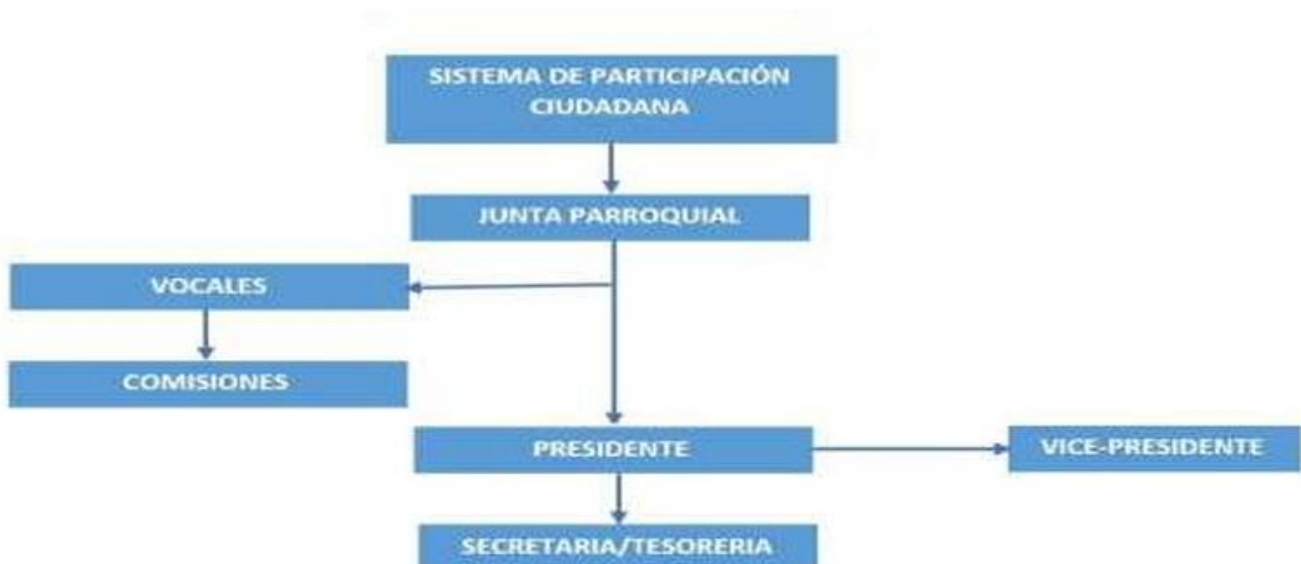 SISTEMA DE PARTICIPACIÓN
CIUDADANA
JUNTA PARROQUIAL
VOCALES
COMISIONES
PRESIDENTE
VICE-PRESIDENTE
SECRETARIA/TESORERIA